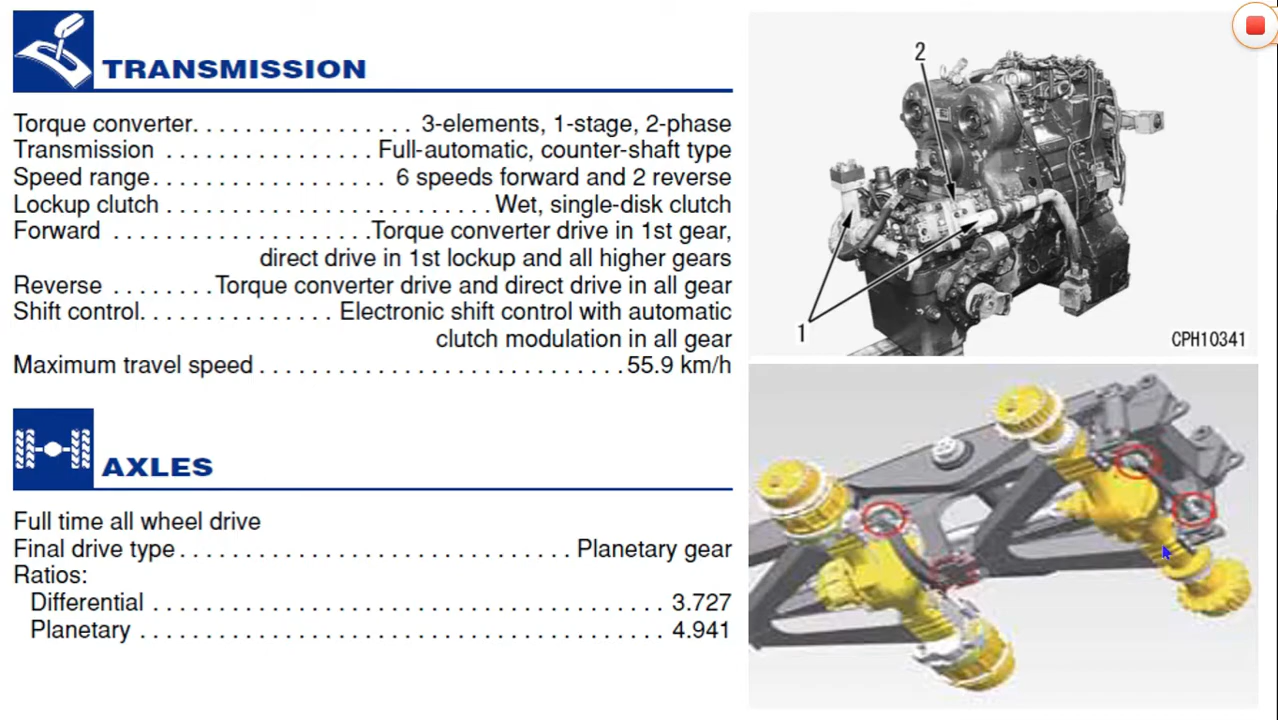 TRANSMISSION
Torque converter. . . . . . . . . . . . . . . . . . 3-elements, 1-stage, 2-phase
Transmission . . . . . . . . . . . . . . . . . Full-automatic, counter-shaft type
Speed range. . . . . . . . . . . . . . . . . . . 6 speeds forward and 2 reverse
Lockup clutch . . . . . . . . . . . . . . . . . . . . . . . . . . Wet, single-disk clutch
Forward . . . . . . . . . . . . . . . . . . . . .Torque converter drive in 1st gear,
direct drive in 1st lockup and all higher gears
Reverse . . . . . . . .Torque converter drive and direct drive in all gear
Shift control. . . . . . . . . . . . . . . Electronic shift control with automatic
clutch modulation in all gear
Maximum travel speed . . . . . . . . . . . . . . . . . . . . . . . . . . . . 55.9 km/h
AXLES
Full time all wheel drive
Final drive type . . . . . . . . . . . . . . . . . . . . . . . . . . . . . . Planetary gear
Ratios:
Differential . . . . . . . . . . . . . . . . . . . . . . . . . . . . . . . . . . . . . . . 3.727
Planetary . . . . . . . . . . . . . . . . . . . . . . . . . . . . . . . . . . . . . . . . 4.941
2
1
CPH10341